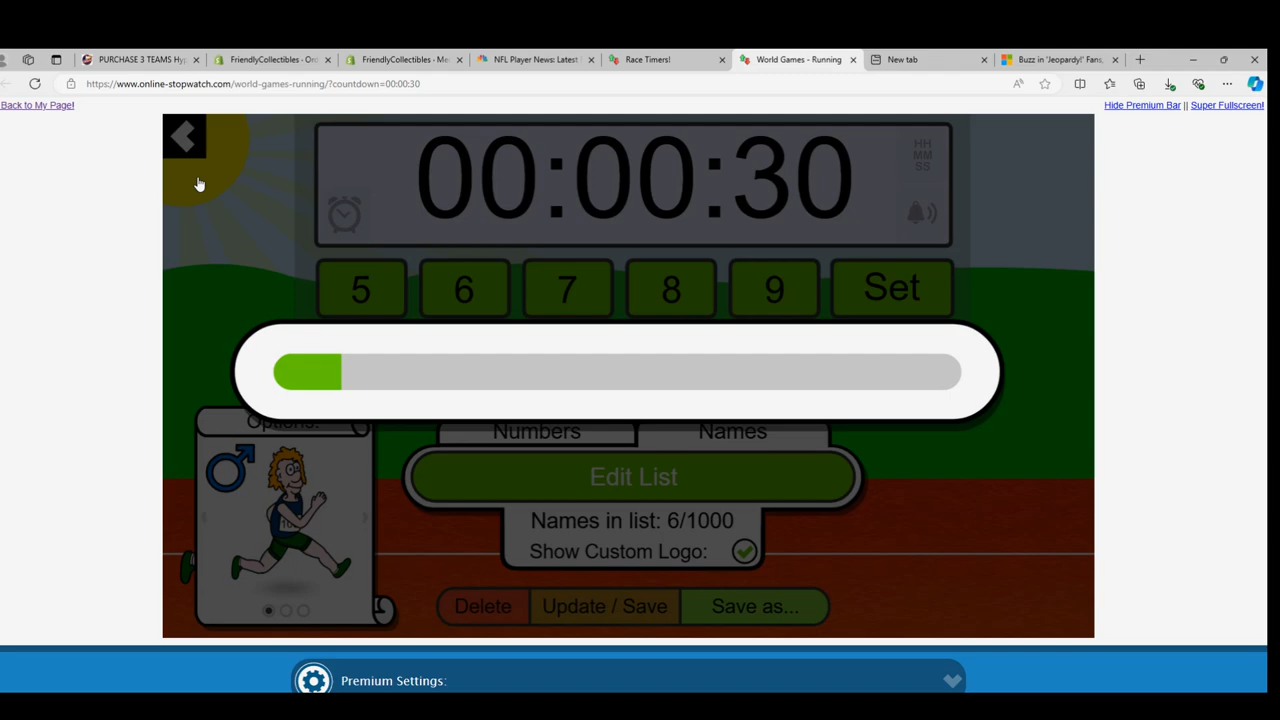 PURCHASE 3 TEAMS Hyp
FriendlyCollectibles - Or
FriendlyCollectibles - Me
NFL Player News: Latest
Race Timers!
World Games - Running
New tab
Buzz in 'Jeopardy!' Fans,
https://www.online-stopwatch.com/world-games-running/?countdown=00:00:30
Back to My Page!
Hide Premium Bar || Super Fullscreen!
00:00:30
HH
MM
SS
5 6 7 8 9 Set
Options:
Numbers Names
Edit List
Names in list: 6/1000
Show Custom Logo:
Delete Update / Save Save as...
Premium Settings: